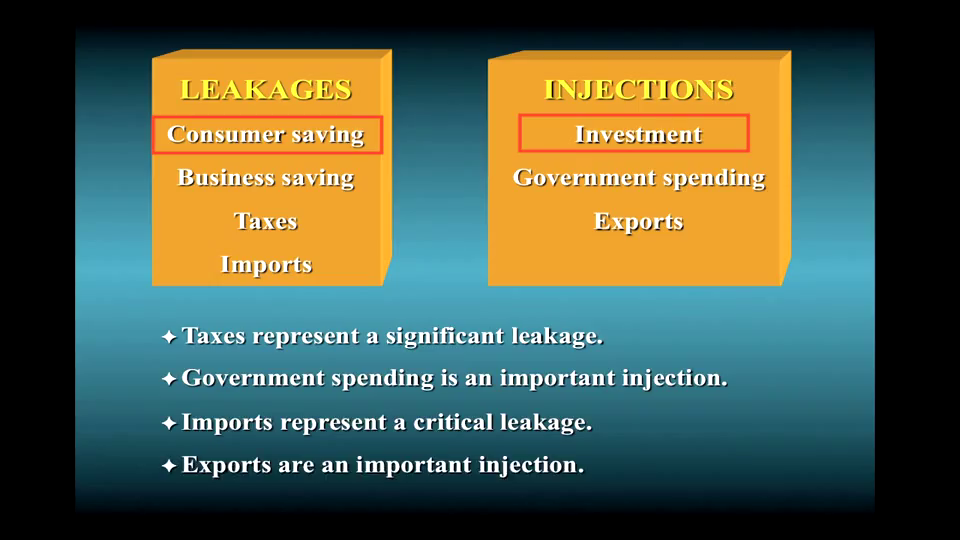 LEAKAGES
Consumer saving
Business saving
Taxes
Imports
INJECTIONS
Investment
Government spending
Exports
Taxes represent a significant leakage.
Government spending is an important injection.
Imports represent a critical leakage.
Exports are an important injection.